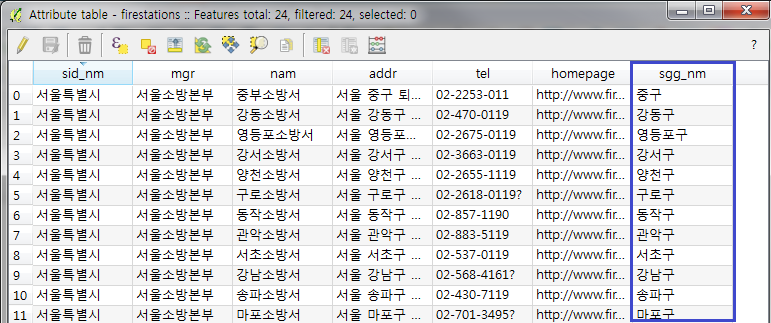 Attribute table - firestations :: Features total: 24, filtered: 24, selected: 0
?
sid_nm mgr nam addr tel homepage sgg_nm
0 서울특별시 서울소방본부 중부소방서 서울 중구 퇴... 02-2253-011 http://www.fir... 중구
1 서울특별시 서울소방본부 강동소방서 서울 강동구 ... 02-470-0119 http://www.fir... 강동구
2 서울특별시 서울소방본부 영등포소방서 서울 영등포... 02-2675-0119 http://www.fir... 영등포구
3 서울특별시 서울소방본부 강서소방서 서울 강서구 ... 02-3663-0119 http://www.fir... 강서구
4 서울특별시 서울소방본부 양천소방서 서울 양천구 ... 02-2655-1119 http://www.fir... 양천구
5 서울특별시 서울소방본부 구로소방서 서울 구로구 ... 02-2618-0119? http://www.fir... 구로구
6 서울특별시 서울소방본부 동작소방서 서울 동작구 ... 02-857-1190 http://www.fir... 동작구
7 서울특별시 서울소방본부 관악소방서 서울 관악구 ... 02-883-5119 http://www.fir... 관악구
8 서울특별시 서울소방본부 서초소방서 서울 서초구 ... 02-537-0119 http://www.fir... 서초구
9 서울특별시 서울소방본부 강남소방서 서울 강남구 ... 02-568-4161? http://www.fir... 강남구
10 서울특별시 서울소방본부 송파소방서 서울 송파구 ... 02-430-7119 http://www.fir... 송파구
11 서울특별시 서울소방본부 마포소방서 서울 마포구 ... 02-701-3495? http://www.fir... 마포구